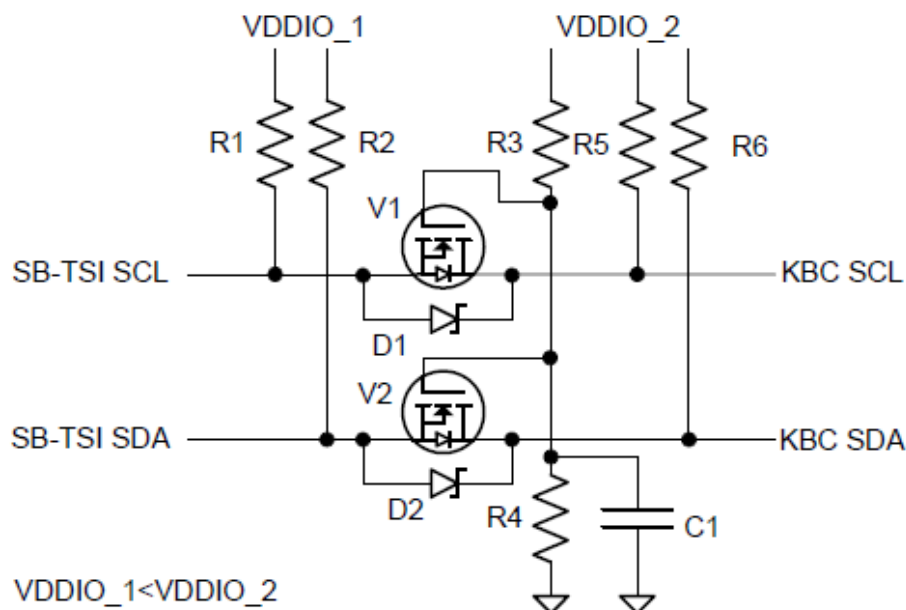 VDDIO_1 VDDIO_2
R1 R2 R3 R5 R6
V1
SB-TSI SCL KBC SCL
D1
V2
SB-TSI SDA KBC SDA
D2 R4 C1
VDDIO_1<VDDIO_2